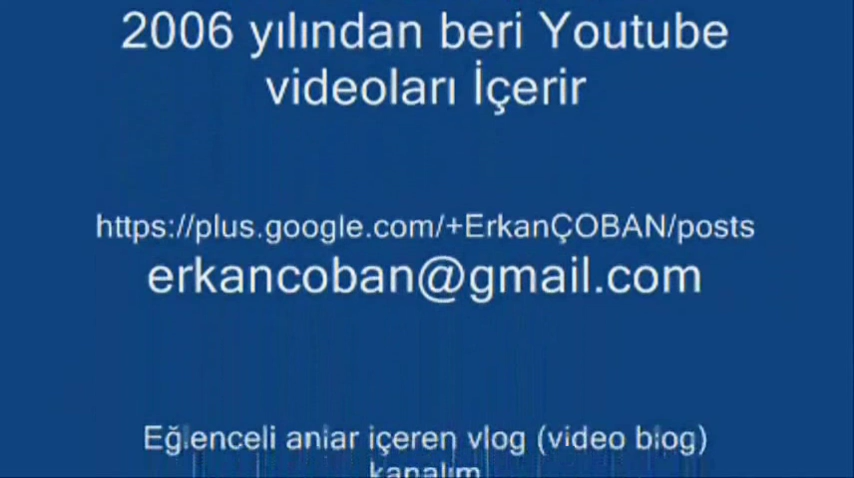 2006 yılından beri Youtube
videoları İçerir
https://plus.google.com/+ErkanÇOBAN/posts
erkancoban@gmail.com
Eğlenceli anlar içeren vlog (video blog)
kanalım